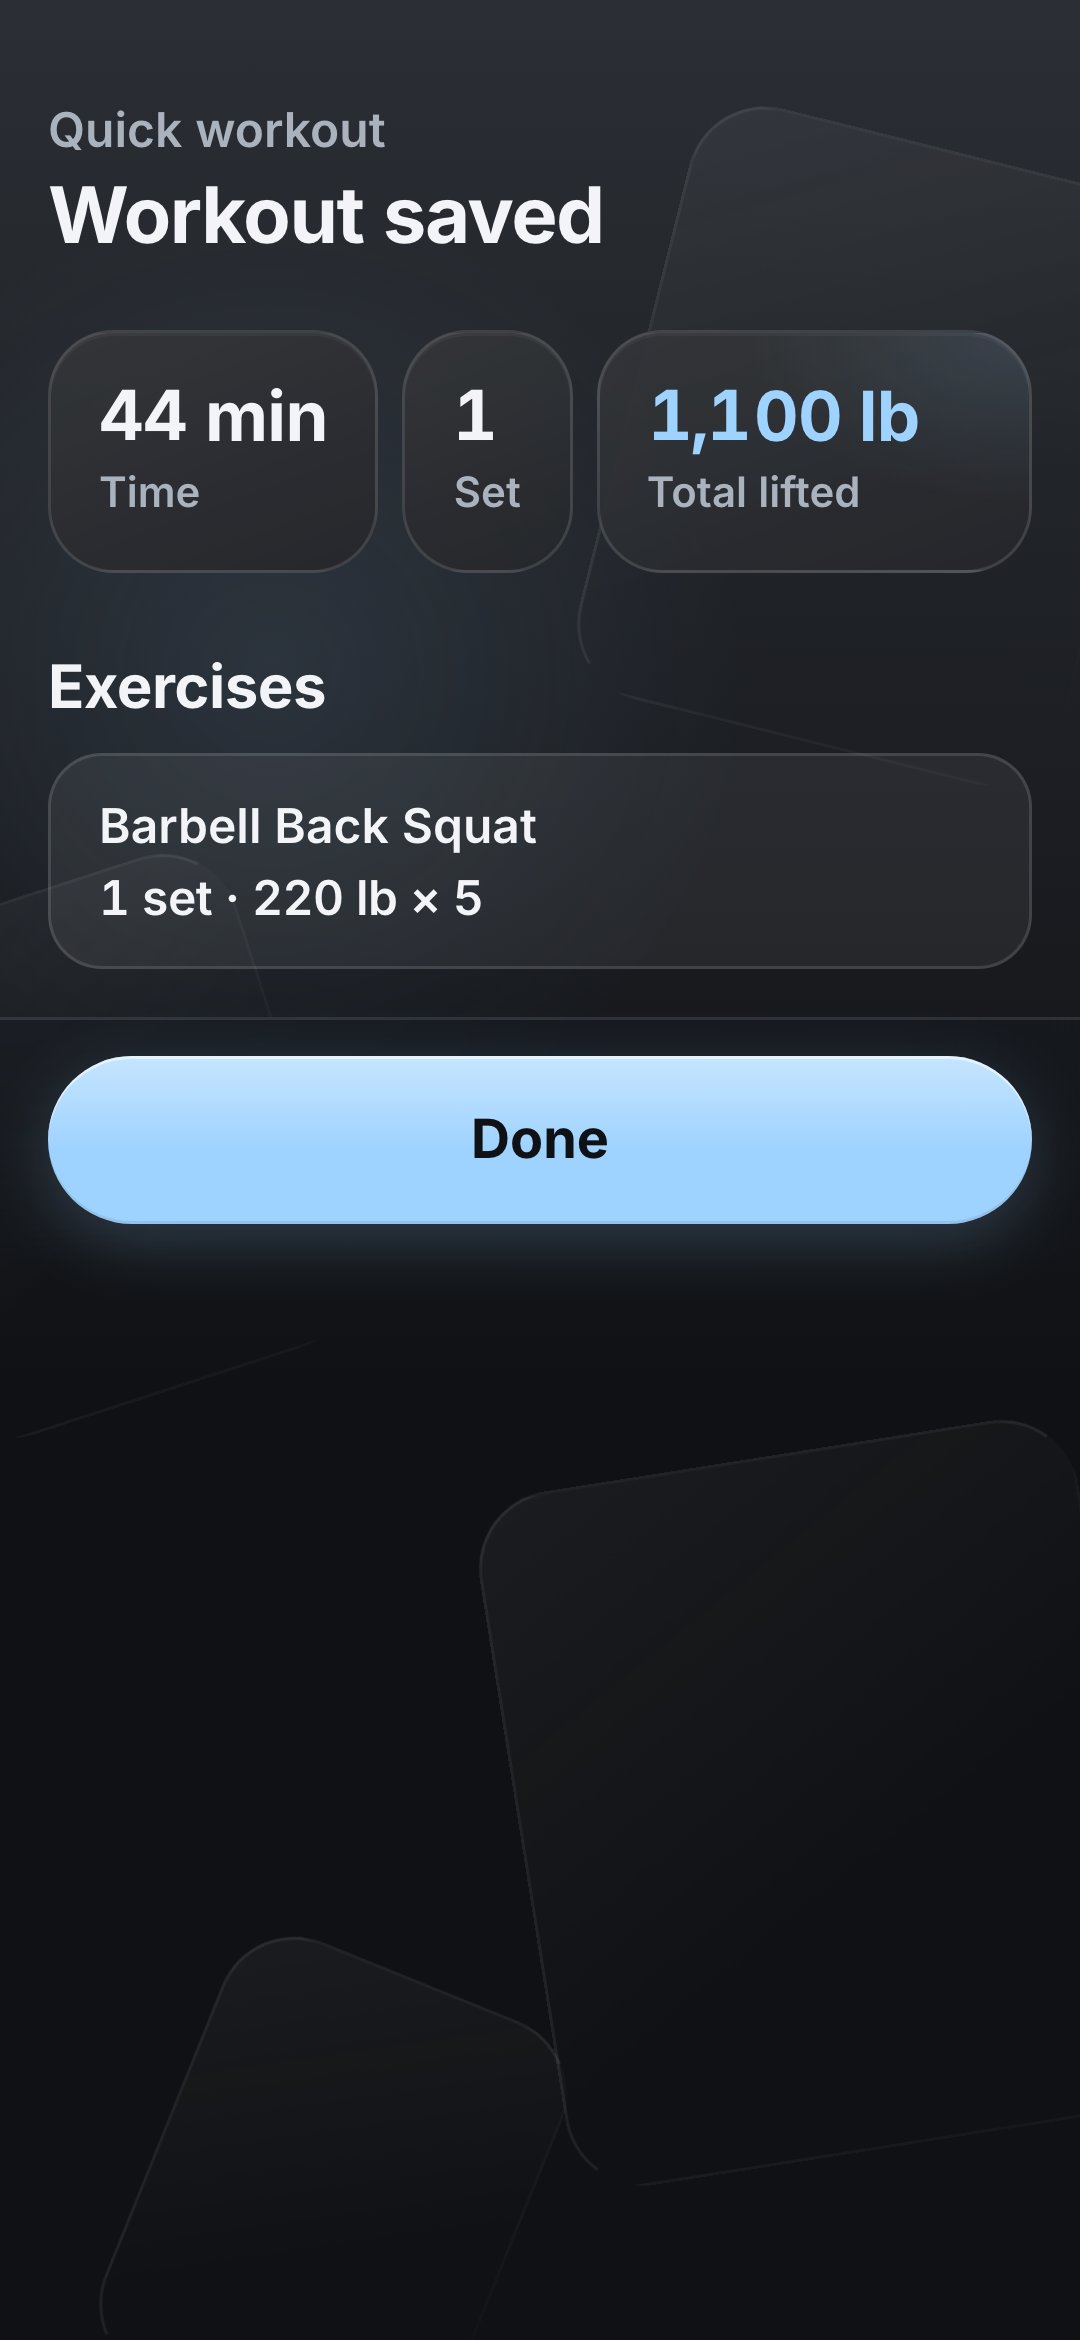 Quick workout
Workout saved
44 min
Time
1
Set
1,100 lb
Total lifted
Exercises
Barbell Back Squat
1 set · 220 lb × 5
Done